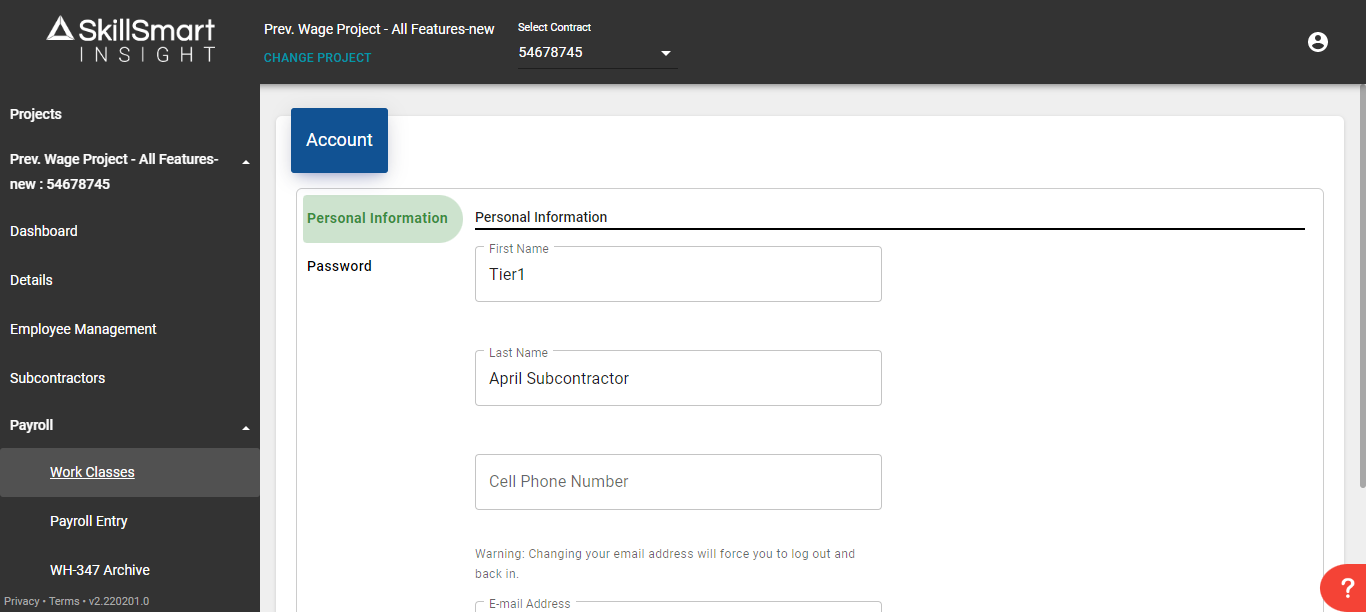 SkillSmart
INSIGHT
Prev. Wage Project - All Features-new
CHANGE PROJECT
Select Contract
54678745
Projects
Prev. Wage Project - All Features-
new : 54678745
Dashboard
Details
Employee Management
Subcontractors
Payroll
Work Classes
Payroll Entry
WH-347 Archive
Privacy • Terms • v2.220201.0
Account
Personal Information
Password
Personal Information
First Name
Tier1
Last Name
April Subcontractor
Cell Phone Number
Warning: Changing your email address will force you to log out and
back in.
E-mail Address
?